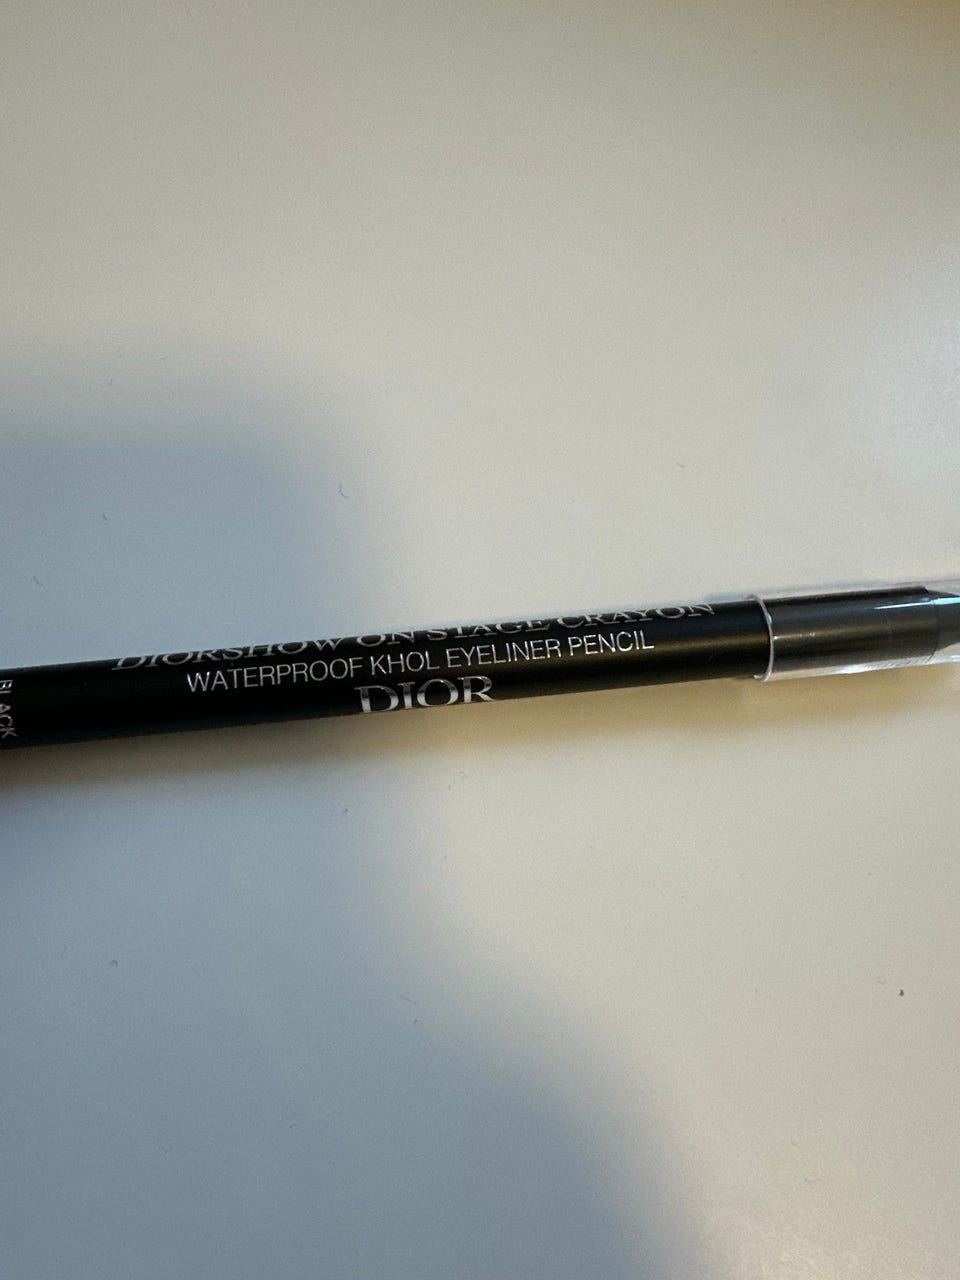 DIORSHOW ON STAGE CRAYON
WATERPROOF KHOL EYELINER PENCIL
DIOR
BLACK